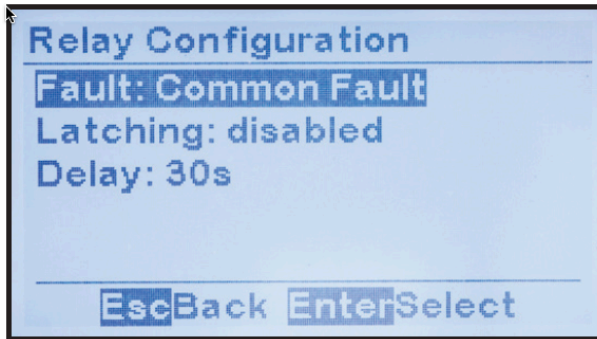 Relay Configuration
Fault: Common Fault
Latching: disabled
Delay: 30s
EscBack EnterSelect